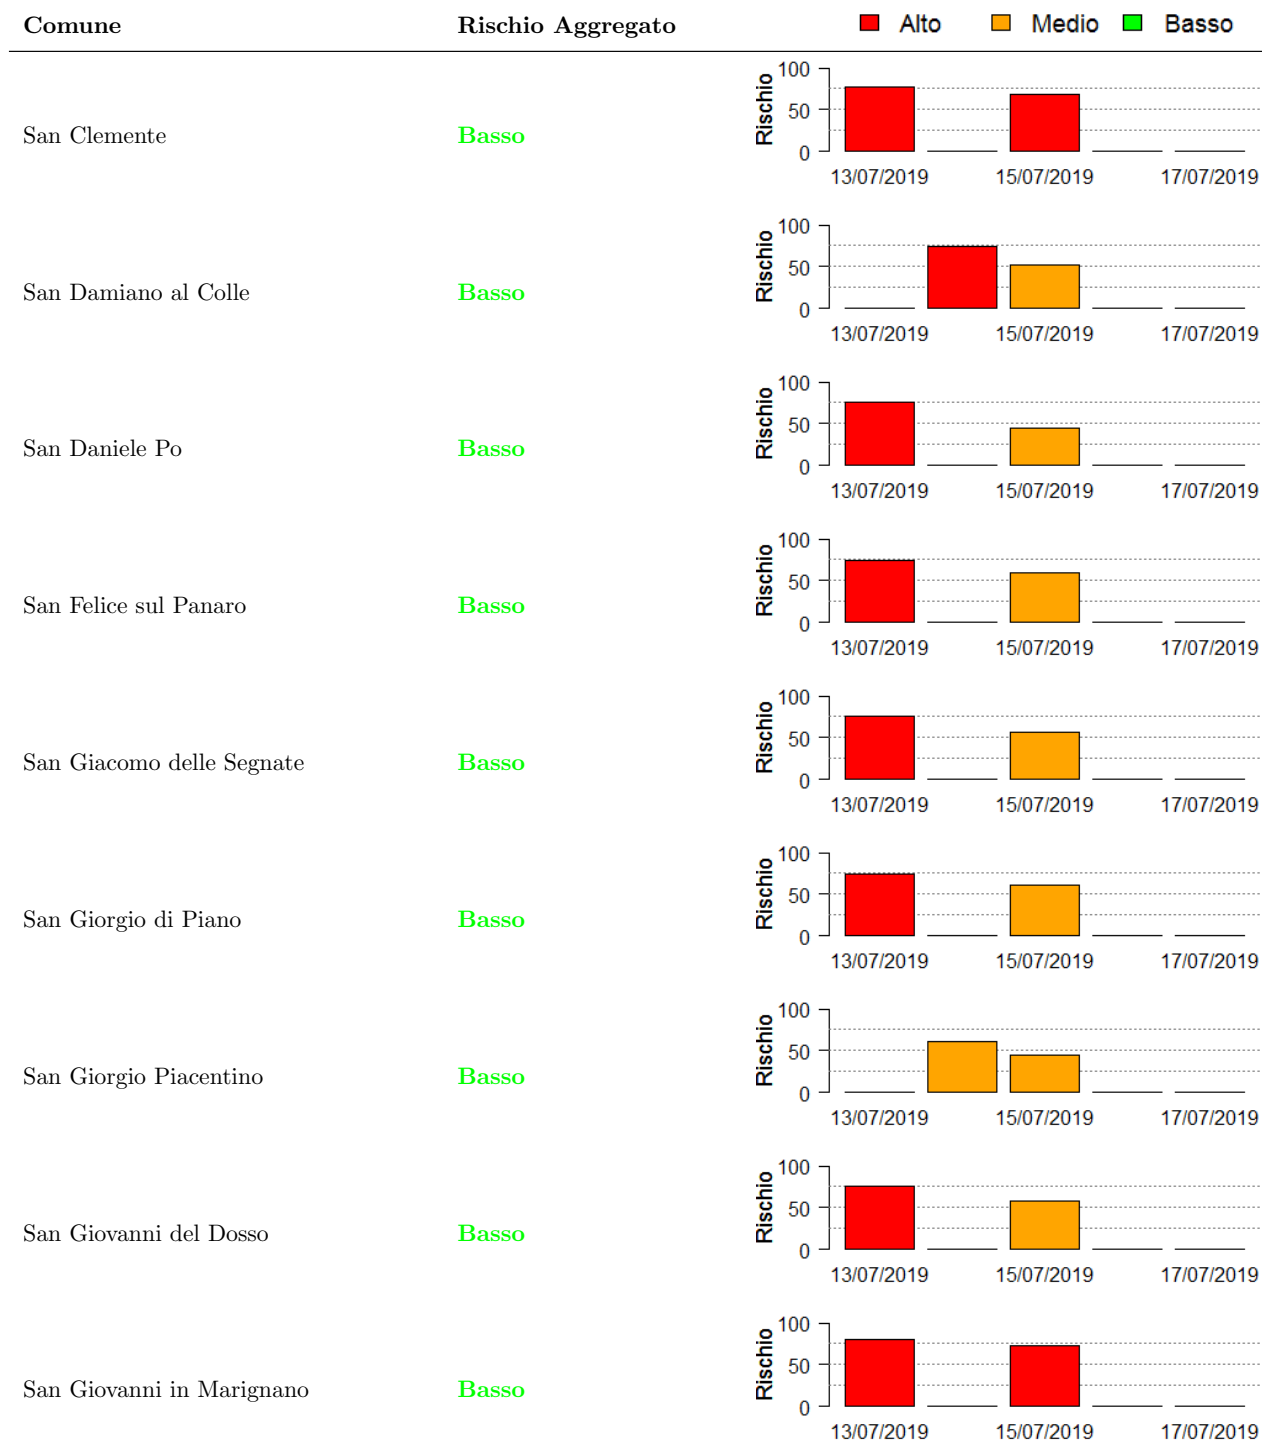 Comune Rischio Aggregato Alto Medio Basso
100
50
0
Rischio
San Clemente Basso
13/07/2019 15/07/2019 17/07/2019
100
50
0
Rischio
San Damiano al Colle Basso
13/07/2019 15/07/2019 17/07/2019
100
50
0
Rischio
San Daniele Po Basso
13/07/2019 15/07/2019 17/07/2019
100
50
0
Rischio
San Felice sul Panaro Basso
13/07/2019 15/07/2019 17/07/2019
100
50
0
Rischio
San Giacomo delle Segnate Basso
13/07/2019 15/07/2019 17/07/2019
100
50
0
Rischio
San Giorgio di Piano Basso
13/07/2019 15/07/2019 17/07/2019
100
50
0
Rischio
San Giorgio Piacentino Basso
13/07/2019 15/07/2019 17/07/2019
100
50
0
Rischio
San Giovanni del Dosso Basso
13/07/2019 15/07/2019 17/07/2019
100
50
0
Rischio
San Giovanni in Marignano Basso
13/07/2019 15/07/2019 17/07/2019